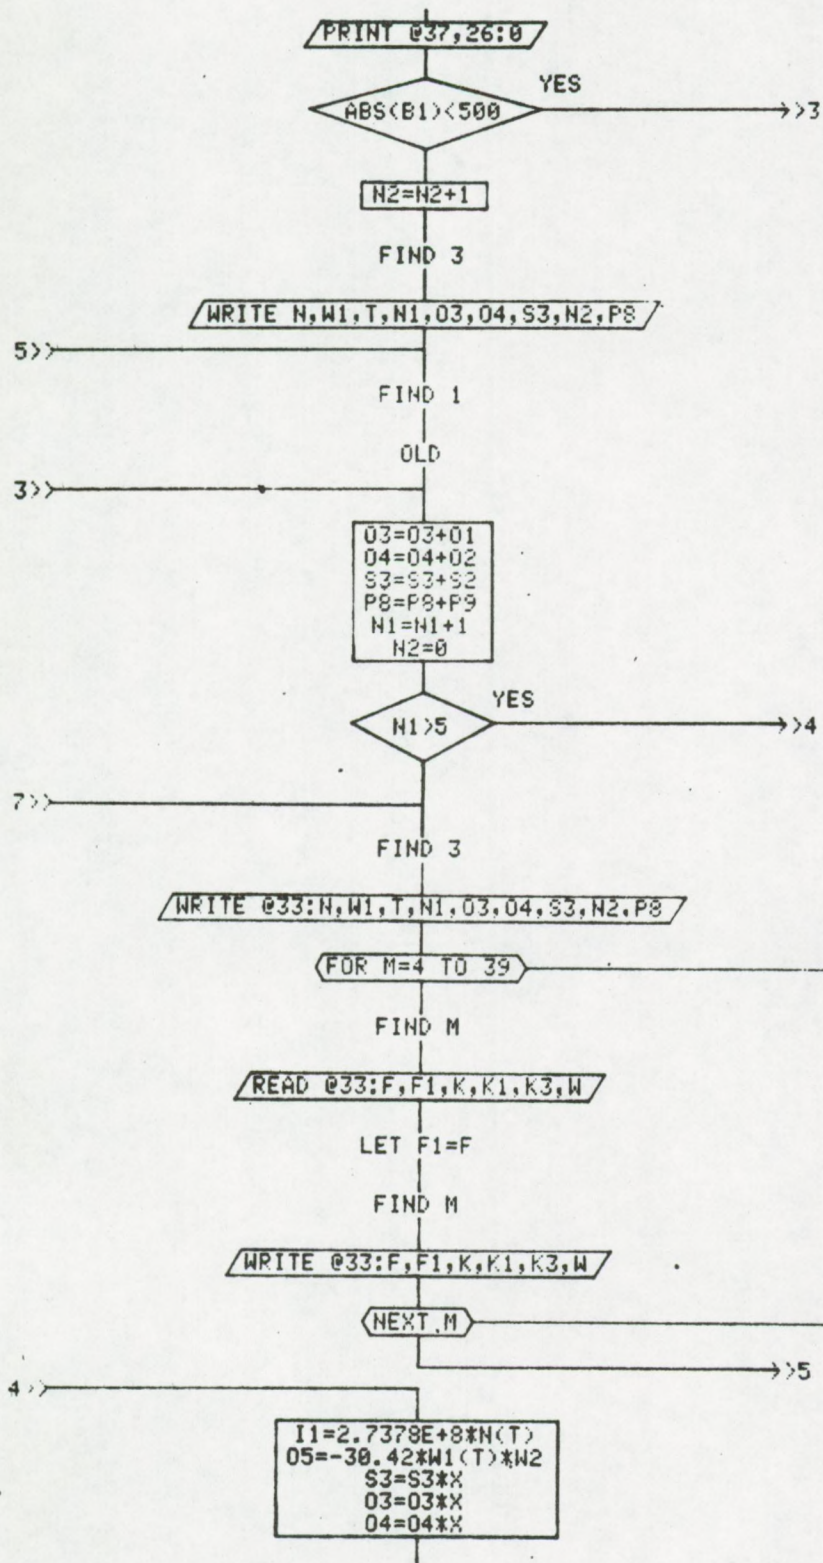 PRINT @37,26:0
YES
ABS(B1)<500
>>3
N2=N2+1
FIND 3
WRITE N,W1,T,N1,O3,O4,S3,N2,P8
5>>
FIND 1
OLD
3>>
O3=O3+O1
O4=O4+O2
S3=S3+S2
P8=P8+P9
N1=N1+1
N2=0
YES
N1>5
>>4
7>>
FIND 3
WRITE @33:N,W1,T,N1,O3,O4,S3,N2,P8
FOR M=4 TO 39
FIND M
READ @33:F,F1,K,K1,K3,W
LET F1=F
FIND M
WRITE @33:F,F1,K,K1,K3,W
NEXT M
>>5
4>>
I1=2.7378E+8*N(T)
O5=-30.42*W1(T)*W2
S3=S3*X
O3=O3*X
O4=O4*X